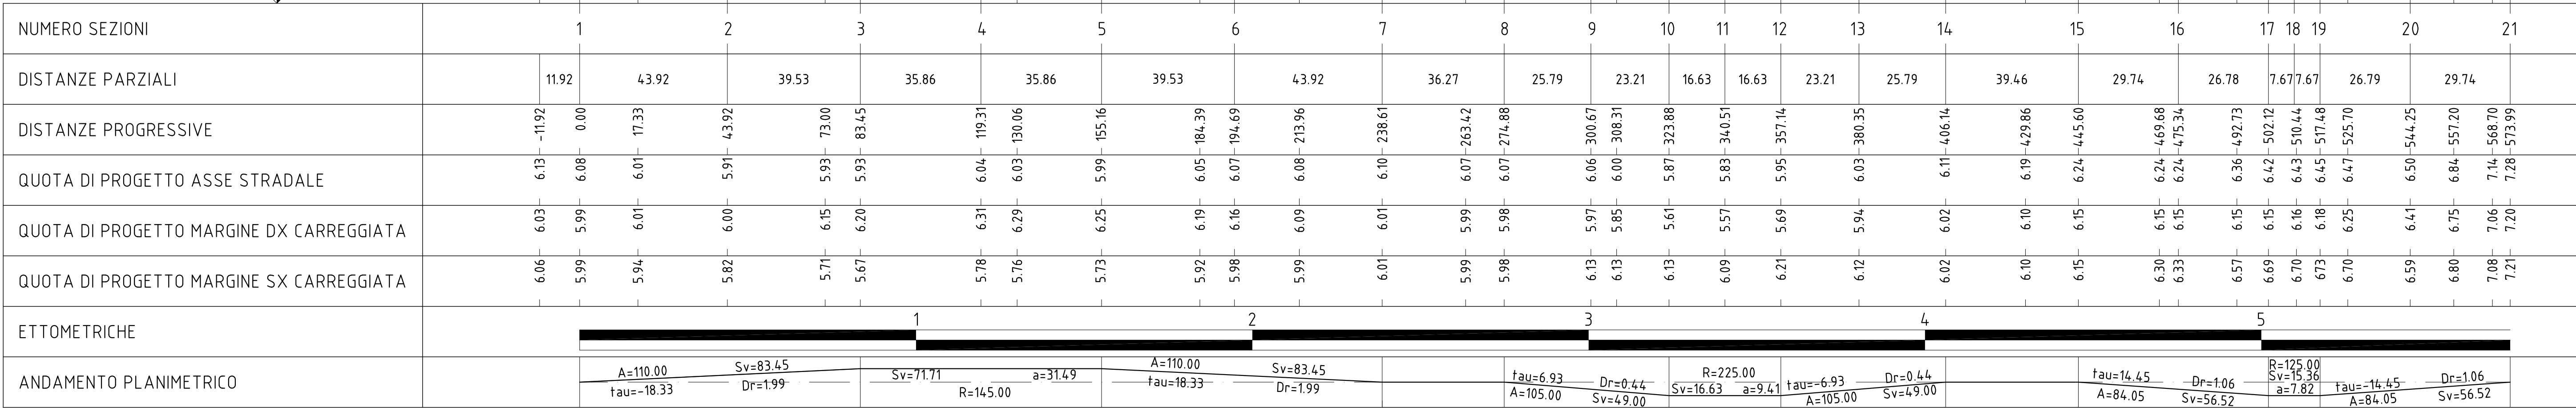 NUMERO SEZIONI 1 2 3 4 5 6 7 8 9 10 11 12 13 14 15 16 17 18 19 20 21
DISTANZE PARZIALI 11.92 43.92 39.53 35.86 35.86 39.53 43.92 36.27 25.79 23.21 16.63 16.63 23.21 25.79 39.46 29.74 26.78 7.67 7.67 26.79 29.74
DISTANZE PROGRESSIVE -11.92 0.00 17.33 43.92 73.00 83.45 119.31 130.06 155.16 184.39 194.69 213.96 238.61 263.42 274.88 300.67 308.31 323.88 340.51 357.14 380.35 406.14 429.86 445.60 469.68 475.34 492.73 502.12 510.44 517.48 525.70 544.25 557.20 568.70 573.99
QUOTA DI PROGETTO ASSE STRADALE 6.13 6.08 6.01 5.91 5.93 5.93 6.04 6.03 5.99 6.05 6.07 6.08 6.10 6.07 6.07 6.06 6.00 5.87 5.83 5.95 6.03 6.11 6.19 6.24 6.24 6.24 6.36 6.42 6.43 6.45 6.47 6.50 6.84 7.14 7.28
QUOTA DI PROGETTO MARGINE DX CARREGGIATA 6.03 5.99 6.01 6.00 6.15 6.20 6.31 6.29 6.25 6.19 6.16 6.09 6.01 5.99 5.98 5.97 5.85 5.61 5.57 5.69 5.94 6.02 6.10 6.15 6.15 6.15 6.15 6.15 6.16 6.18 6.25 6.41 6.75 7.06 7.20
QUOTA DI PROGETTO MARGINE SX CARREGGIATA 6.06 5.99 5.94 5.82 5.71 5.67 5.78 5.76 5.73 5.92 5.98 5.99 6.01 5.99 5.98 6.13 6.13 6.13 6.09 6.21 6.12 6.02 6.10 6.15 6.30 6.33 6.57 6.69 6.70 673 6.70 6.59 6.80 7.08 7.21
ETTOMETRICHE 1 2 3 4 5
ANDAMENTO PLANIMETRICO
A=110.00 Sv=83.45
tau=-18.33 Dr=1.99
Sv=71.71 a=31.49
R=145.00
A=110.00 Sv=83.45
tau=18.33 Dr=1.99
tau=6.93 Dr=0.44
A=105.00 Sv=49.00
R=225.00
Sv=16.63 a=9.41
tau=-6.93 Dr=0.44
A=105.00 Sv=49.00
tau=14.45 Dr=1.06
A=84.05 Sv=56.52
R=125.00
Sv=15.36
a=7.82
tau=-14.45 Dr=1.06
A=84.05 Sv=56.52